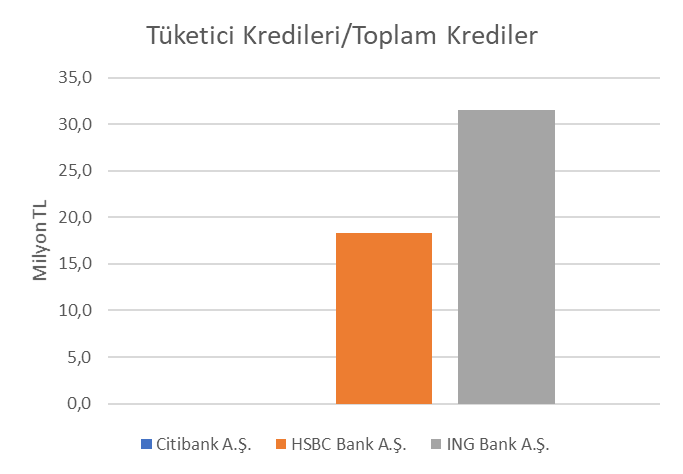 Tüketici Kredileri/Toplam Krediler
35,0
30,0
25,0
20,0
15,0
10,0
5,0
0,0
Milyon TL
Citibank A.Ş. HSBC Bank A.Ş. ING Bank A.Ş.